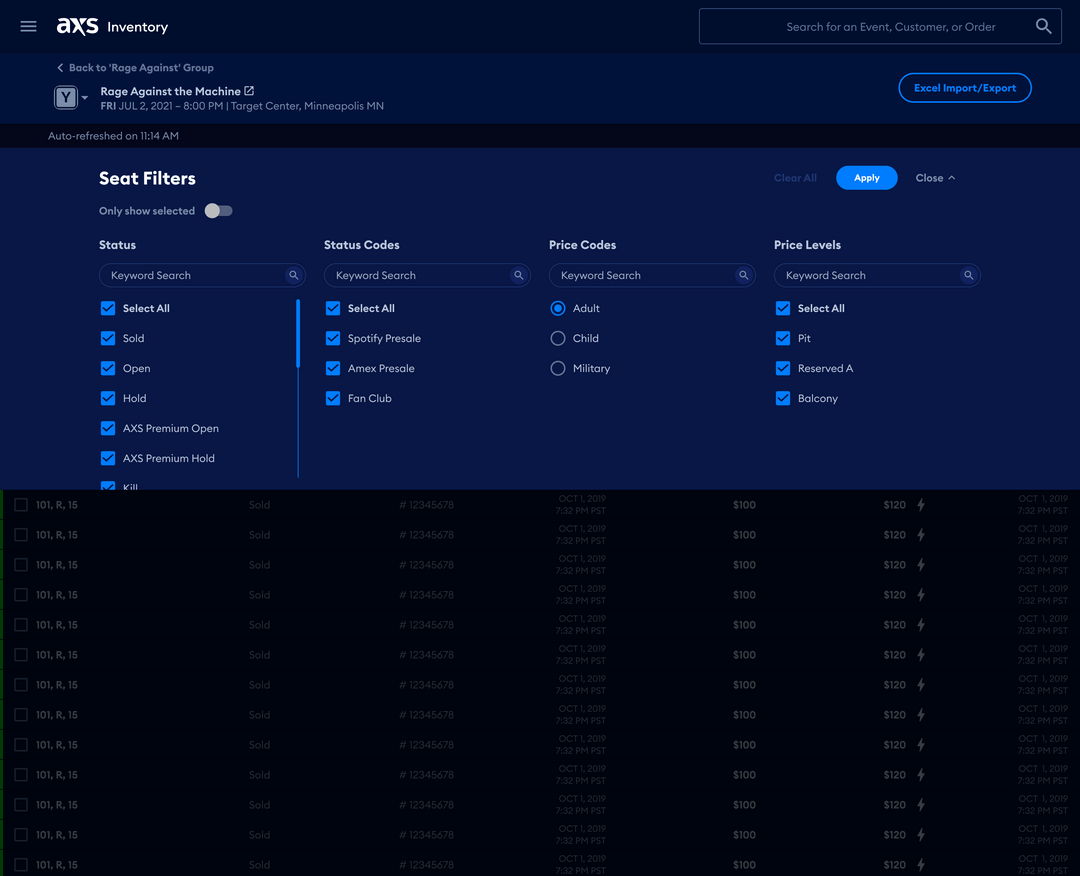 axs Inventory
Search for an Event, Customer, or Order
Back to 'Rage Against' Group
Y
Rage Against the Machine
FRI JUL 2, 2021 – 8:00 PM | Target Center, Minneapolis MN
Excel Import/Export
Auto-refreshed on 11:14 AM
Seat Filters
Clear All Apply Close
Only show selected
Status Status Codes Price Codes Price Levels
Keyword Search Keyword Search Keyword Search Keyword Search
Select All Select All Adult Select All
Sold Spotify Presale Child Pit
Open Amex Presale Military Reserved A
Hold Fan Club Balcony
AXS Premium Open
AXS Premium Hold
Kill
OCT 1, 2019 OCT 1, 2019
101, R, 15 Sold # 12345678 $100 $120
7:32 PM PST 7:32 PM PST
OCT 1, 2019 OCT 1, 2019
101, R, 15 Sold # 12345678 $100 $120
7:32 PM PST 7:32 PM PST
OCT 1, 2019 OCT 1, 2019
101, R, 15 Sold # 12345678 $100 $120
7:32 PM PST 7:32 PM PST
OCT 1, 2019 OCT 1, 2019
101, R, 15 Sold # 12345678 $100 $120
7:32 PM PST 7:32 PM PST
OCT 1, 2019 OCT 1, 2019
101, R, 15 Sold # 12345678 $100 $120
7:32 PM PST 7:32 PM PST
OCT 1, 2019 OCT 1, 2019
101, R, 15 Sold # 12345678 $100 $120
7:32 PM PST 7:32 PM PST
OCT 1, 2019 OCT 1, 2019
101, R, 15 Sold # 12345678 $100 $120
7:32 PM PST 7:32 PM PST
OCT 1, 2019 OCT 1, 2019
101, R, 15 Sold # 12345678 $100 $120
7:32 PM PST 7:32 PM PST
OCT 1, 2019 OCT 1, 2019
101, R, 15 Sold # 12345678 $100 $120
7:32 PM PST 7:32 PM PST
OCT 1, 2019 OCT 1, 2019
101, R, 15 Sold # 12345678 $100 $120
7:32 PM PST 7:32 PM PST
OCT 1, 2019 OCT 1, 2019
101, R, 15 Sold # 12345678 $100 $120
7:32 PM PST 7:32 PM PST
OCT 1, 2019 OCT 1, 2019
101, R, 15 Sold # 12345678 $100 $120
7:32 PM PST 7:32 PM PST
OCT 1, 2019 OCT 1, 2019
101, R, 15 Sold # 12345678 $100 $120
7:32 PM PST 7:32 PM PST